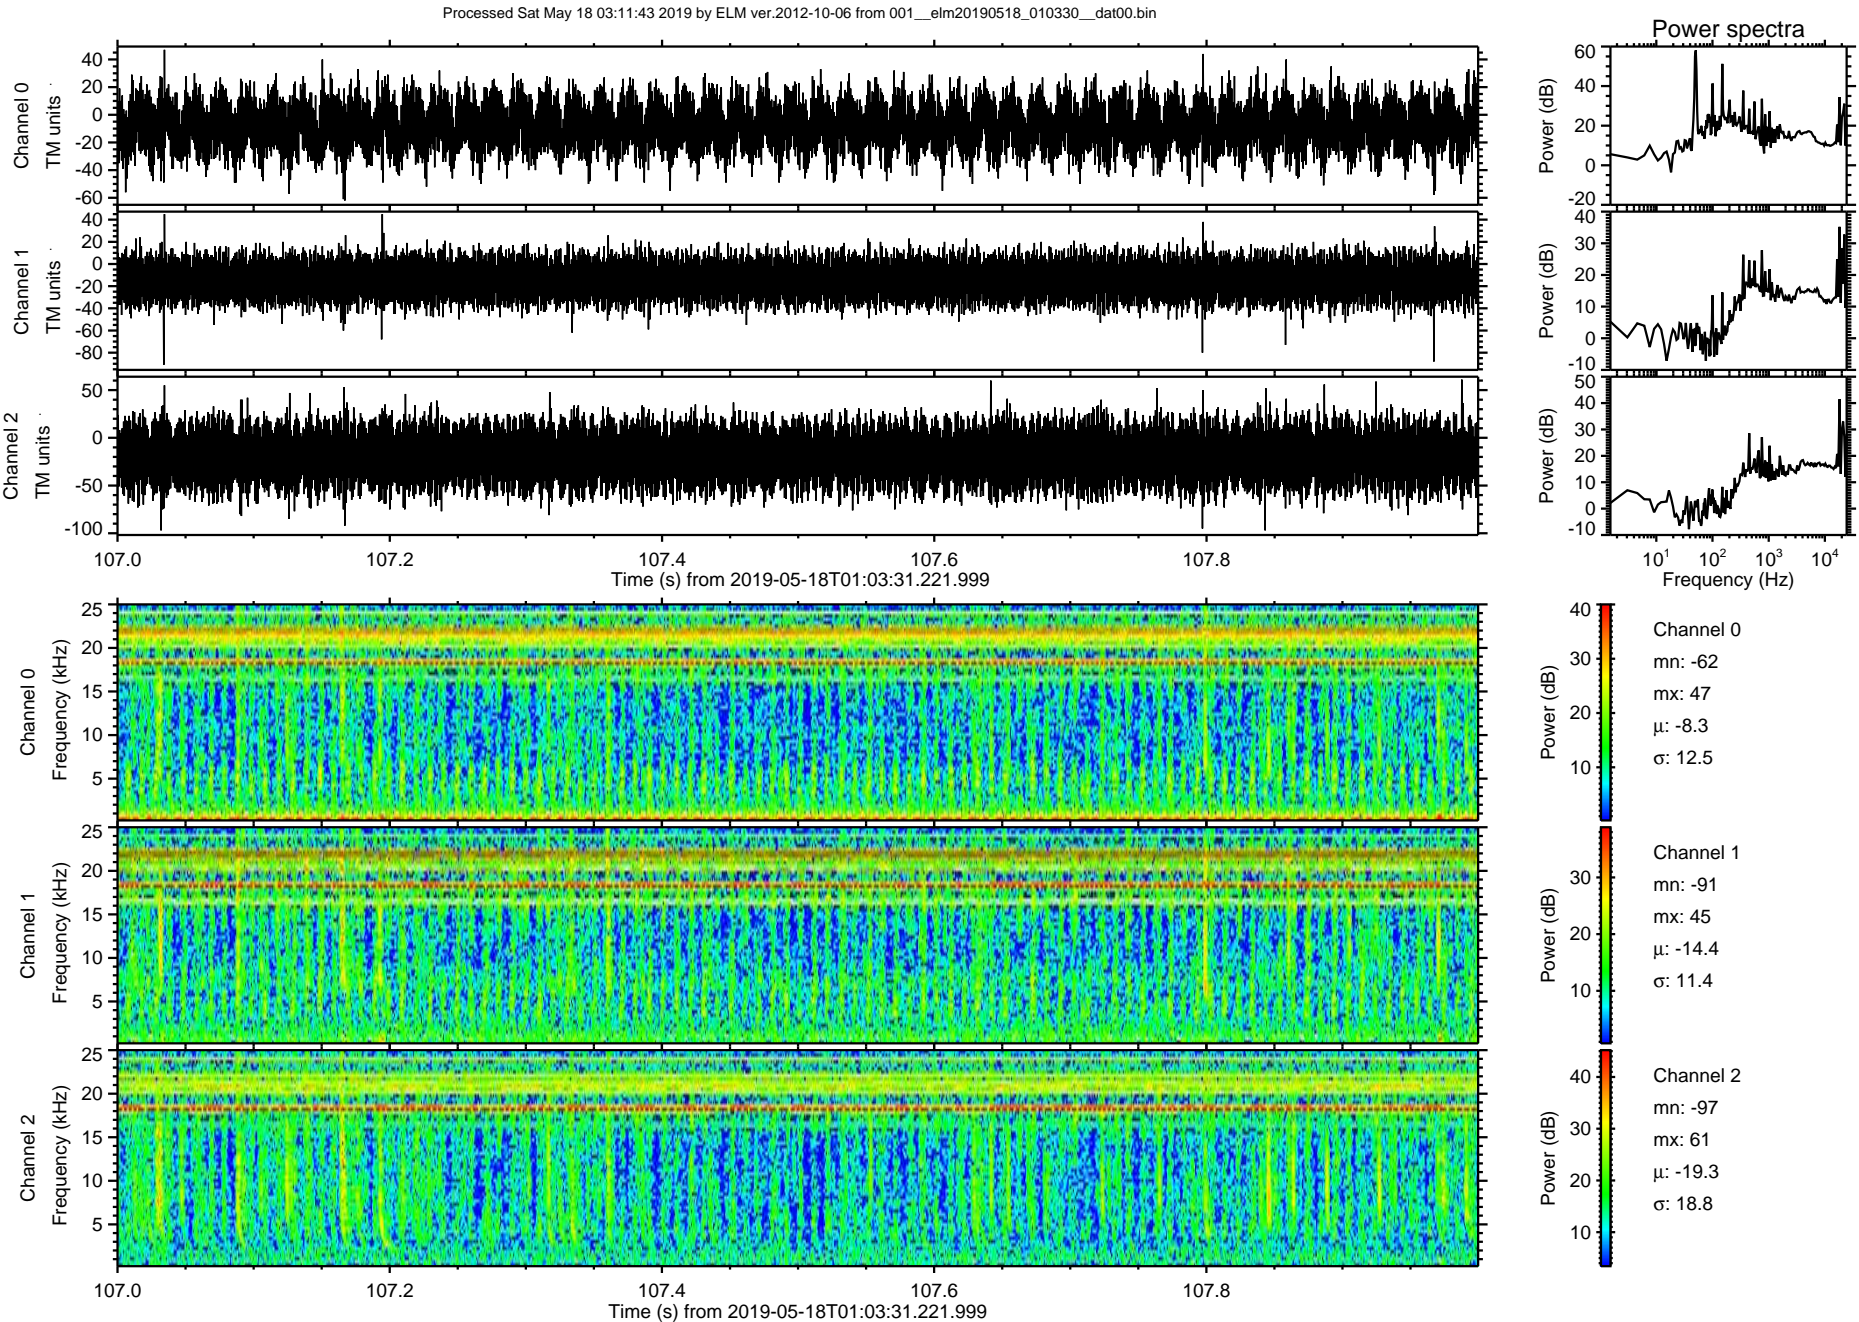 Processed Sat May 18 03:11:43 2019 by ELM ver.2012-10-06 from 001__elm20190518_010330__dat00.bin
Power spectra
Channel 0
TM units
40
20
0
-20
-40
-60
Power (dB)
60
40
20
0
-20
Channel 1
TM units
40
20
0
-20
-40
-60
-80
Power (dB)
40
30
20
10
0
-10
Channel 2
TM units
50
0
-50
-100
Power (dB)
50
40
30
20
10
0
-10
107.0 107.2 107.4 107.6 107.8
Time (s) from 2019-05-18T01:03:31.221.999
10¹ 10² 10³ 10⁴
Frequency (Hz)
Channel 0
Frequency (kHz)
25
20
15
10
5
Power (dB)
40
30
20
10
Channel 0
mn: -62
mx: 47
μ: -8.3
σ: 12.5
Channel 1
Frequency (kHz)
25
20
15
10
5
Power (dB)
30
20
10
Channel 1
mn: -91
mx: 45
μ: -14.4
σ: 11.4
Channel 2
Frequency (kHz)
25
20
15
10
5
Power (dB)
40
30
20
10
Channel 2
mn: -97
mx: 61
μ: -19.3
σ: 18.8
107.0 107.2 107.4 107.6 107.8
Time (s) from 2019-05-18T01:03:31.221.999